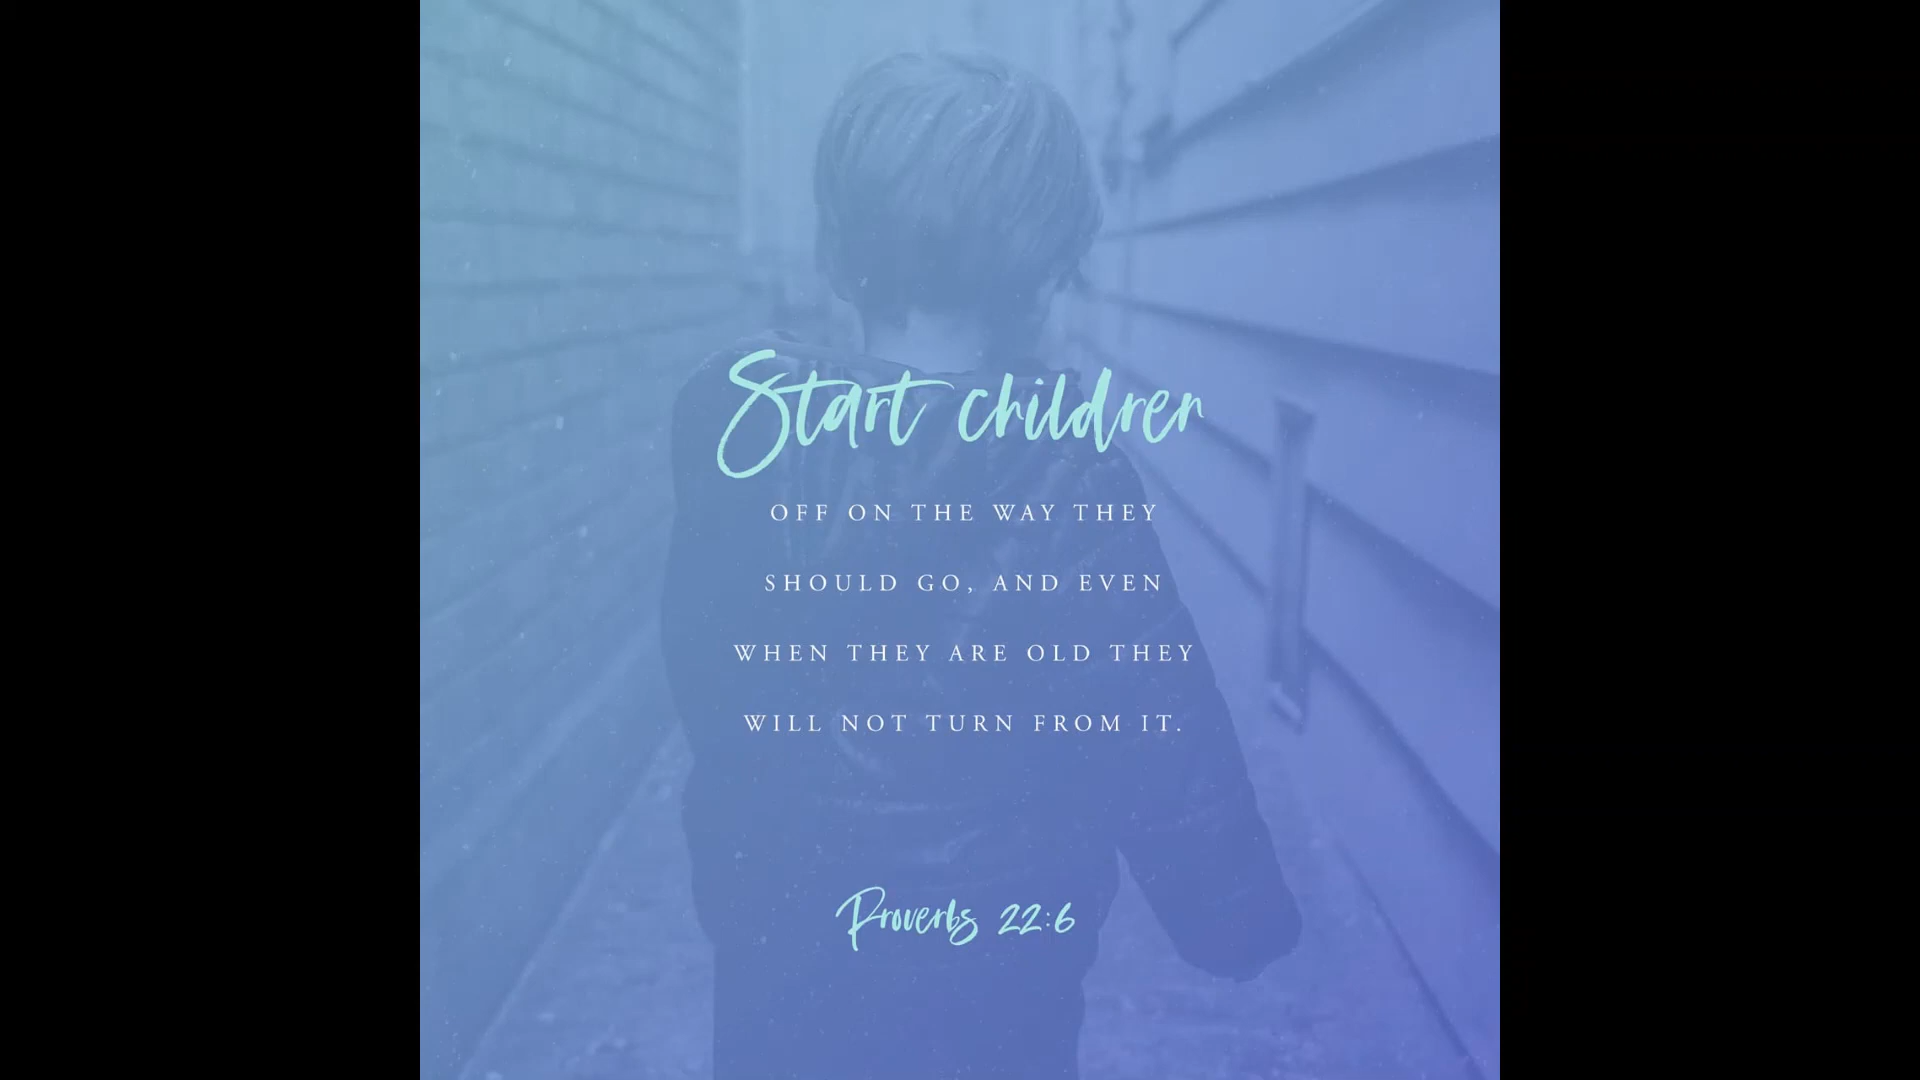 Start children
OFF ON THE WAY THEY
SHOULD GO, AND EVEN
WHEN THEY ARE OLD THEY
WILL NOT TURN FROM IT.
Proverbs 22:6